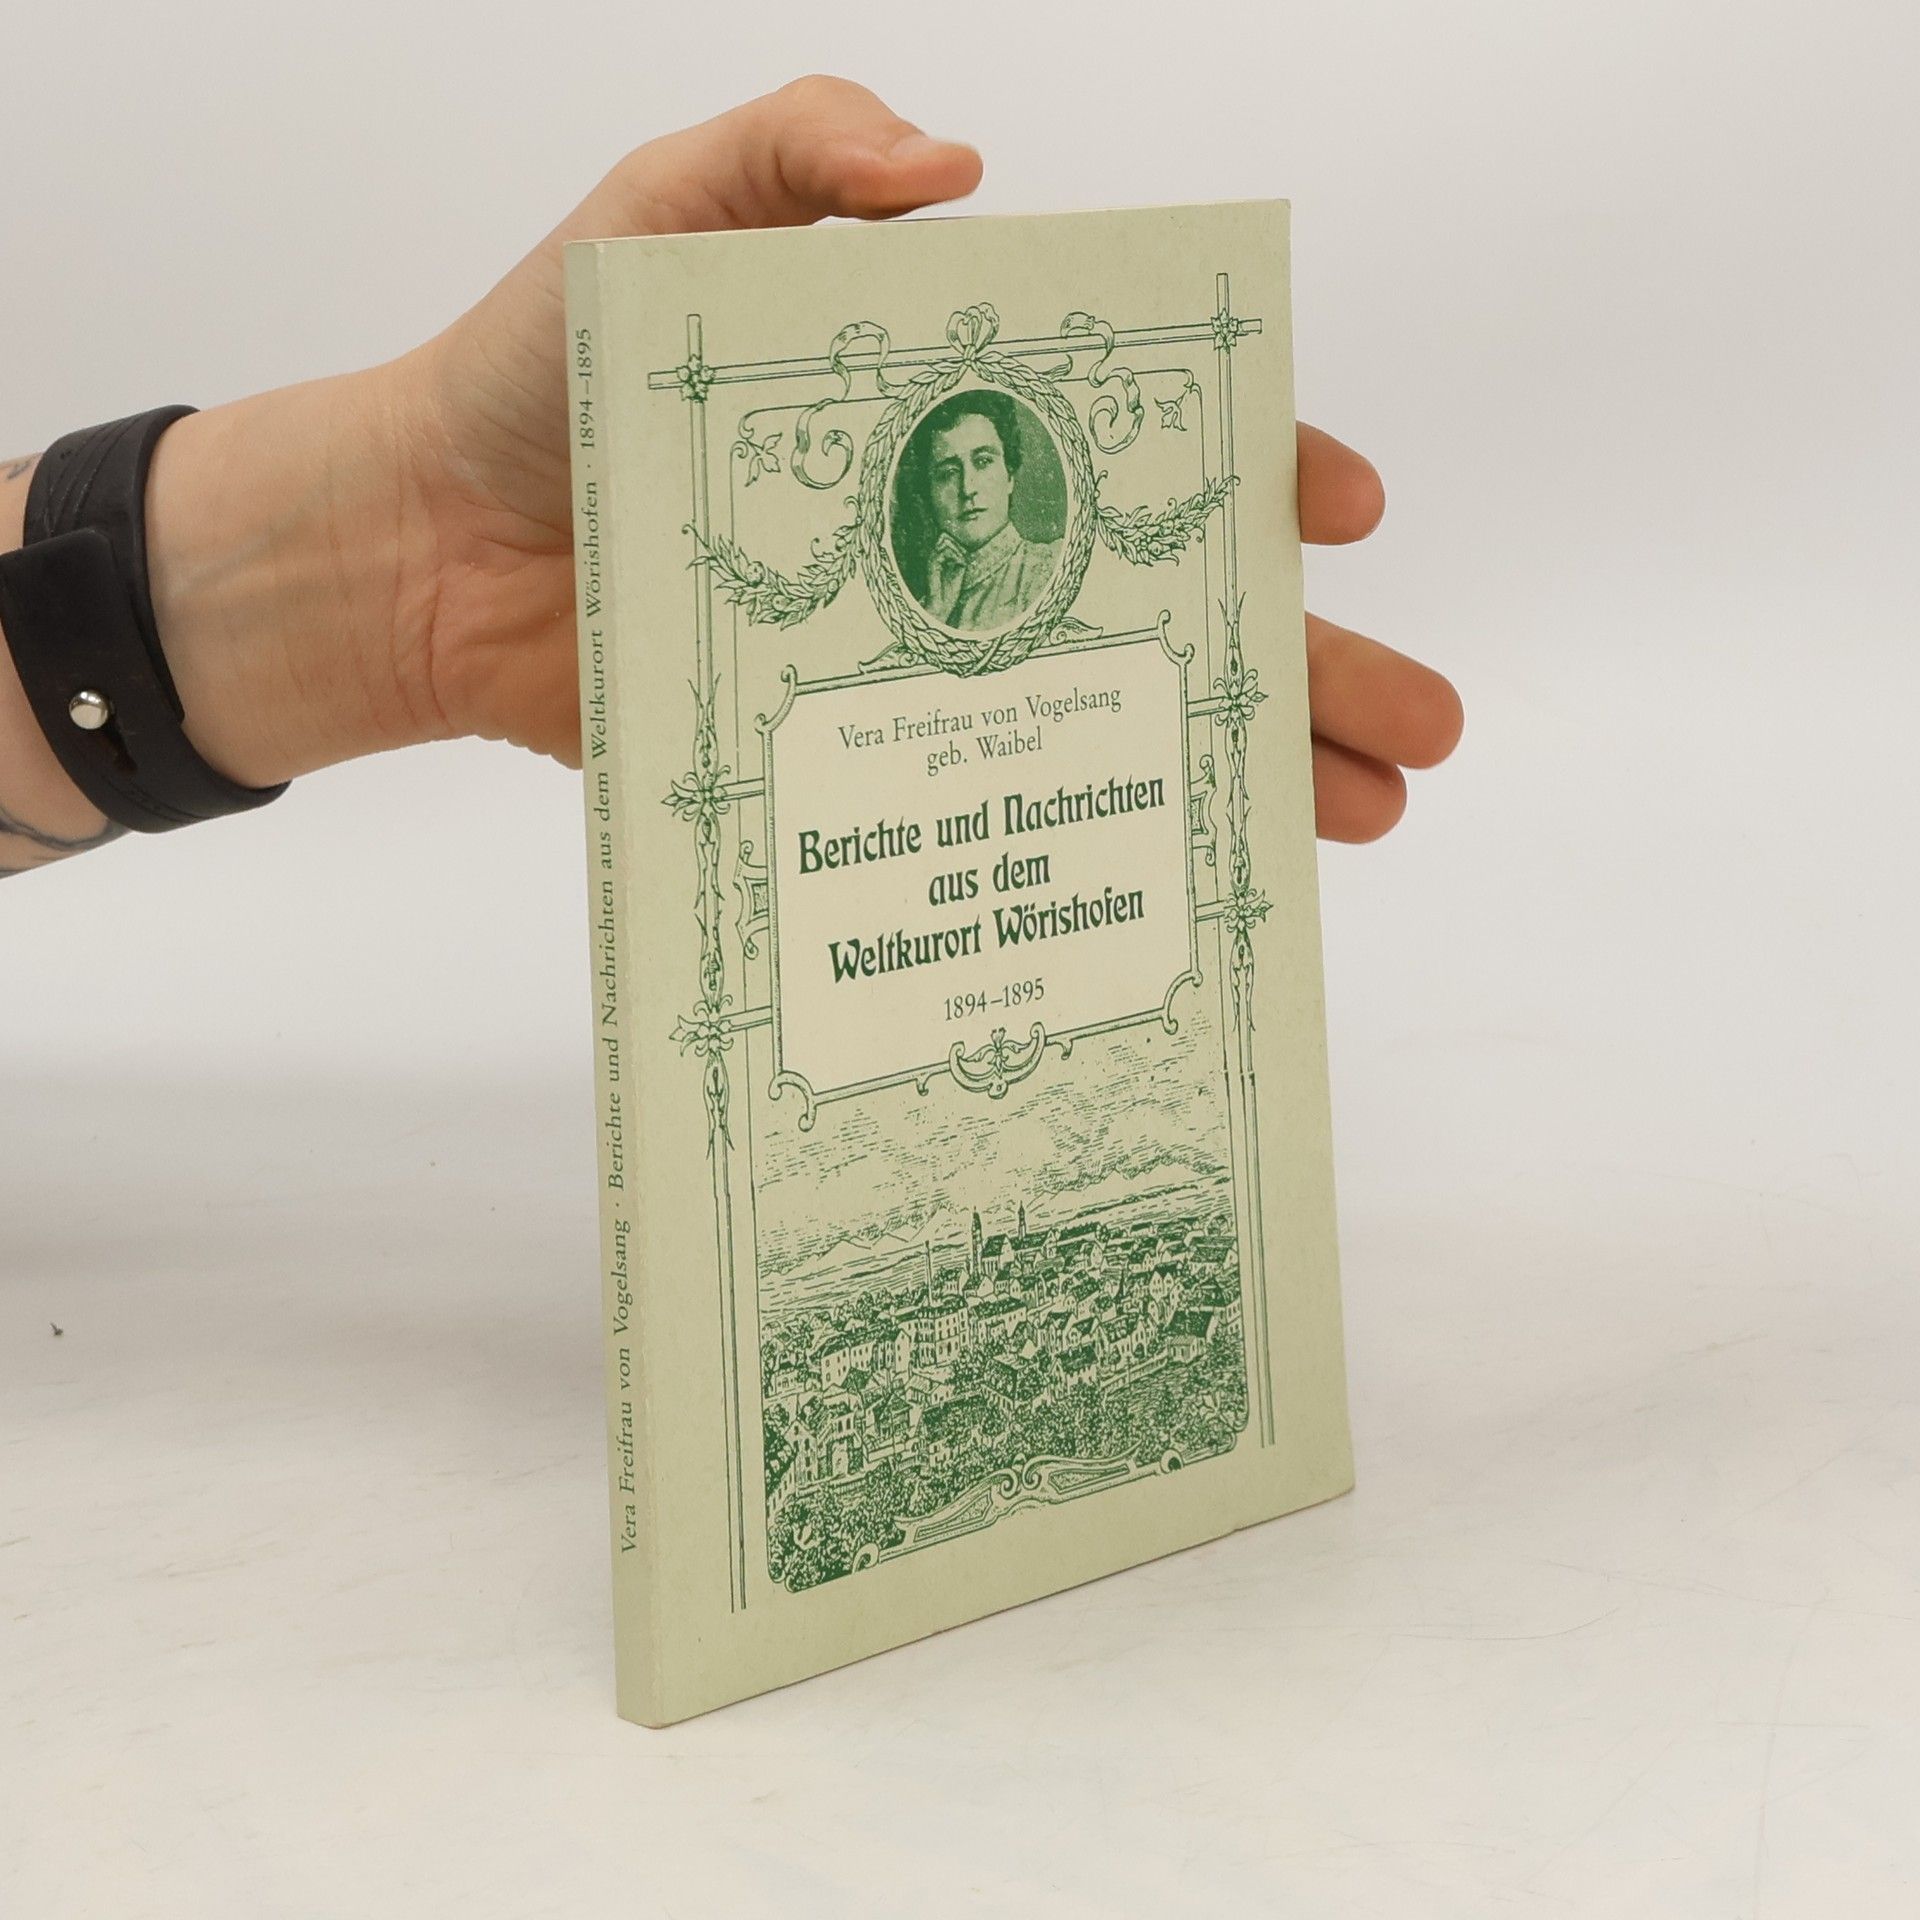 Vera Freifrau von Vogelsang · Berichte und Nachrichten aus dem Weltkurort Wörishofen · 1894–1895
Vera Freifrau von Vogelsang
geb. Waibel
Berichte und Nachrichten
aus dem
Weltkurort Wörishofen
1894–1895